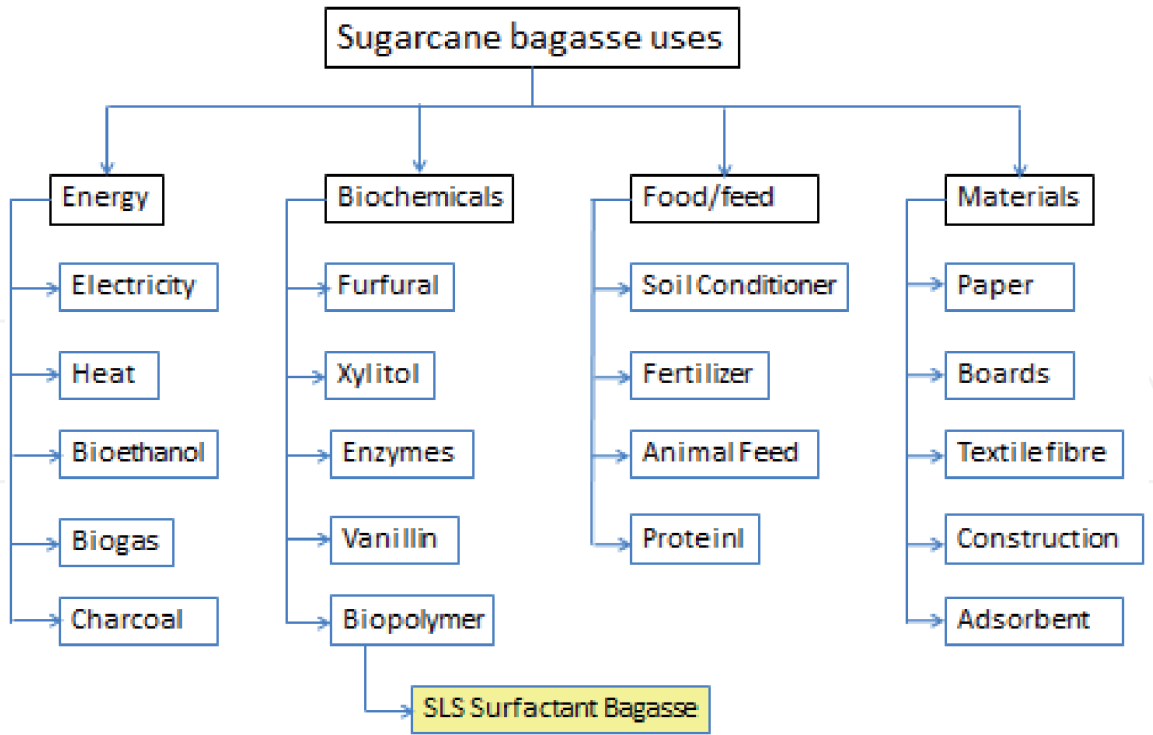 Sugarcane bagasse uses
Energy
Electricity
Heat
Bioethanol
Biogas
Charcoal
Biochemicals
Furfural
Xylitol
Enzymes
Vanillin
Biopolymer
SLS Surfactant Bagasse
Food/feed
Soil Conditioner
Fertilizer
Animal Feed
Proteinl
Materials
Paper
Boards
Textile fibre
Construction
Adsorbent